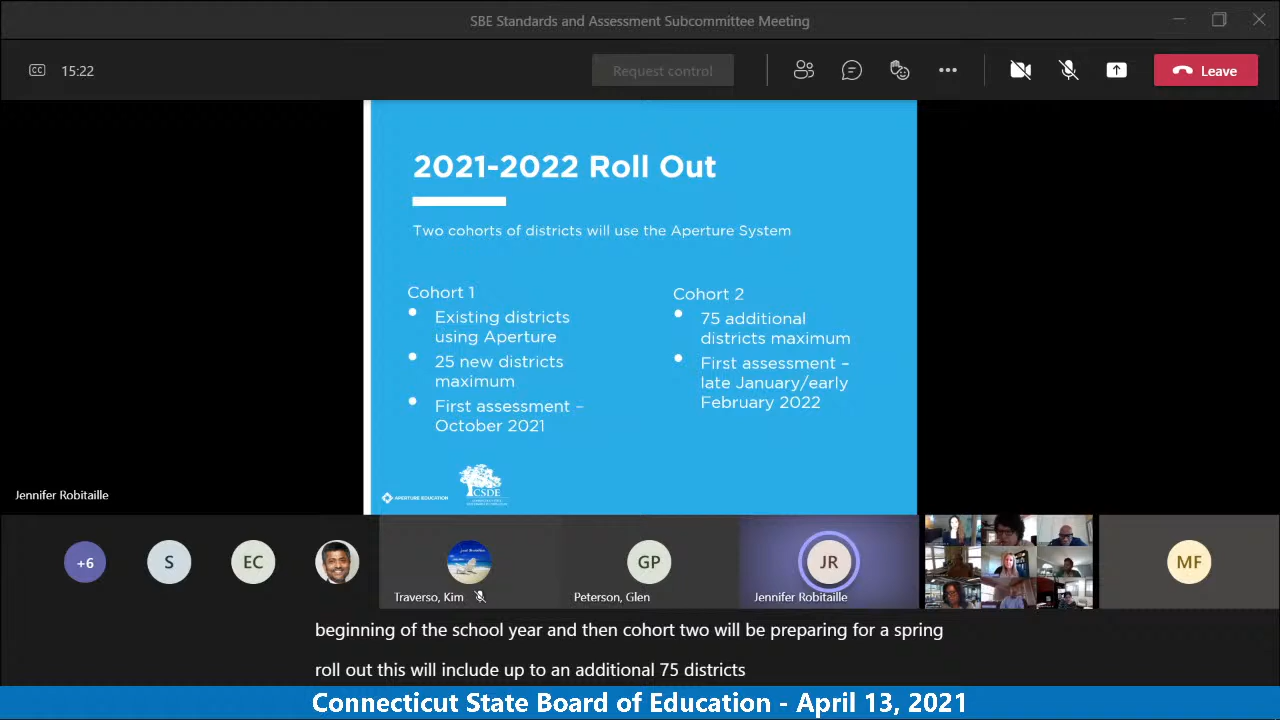 SBE Standards and Assessment Subcommittee Meeting
CC
15:22
Request control
Leave
2021-2022 Roll Out
Two cohorts of districts will use the Aperture System
Cohort 1
Existing districts
using Aperture
25 new districts
maximum
First assessment –
October 2021
Cohort 2
75 additional
districts maximum
First assessment –
late January/early
February 2022
APERTURE EDUCATION
CSDE
Jennifer Robitaille
+6
S
EC
Traverso, Kim
GP
Peterson, Glen
JR
Jennifer Robitaille
MF
beginning of the school year and then cohort two will be preparing for a spring
roll out this will include up to an additional 75 districts
Connecticut State Board of Education - April 13, 2021